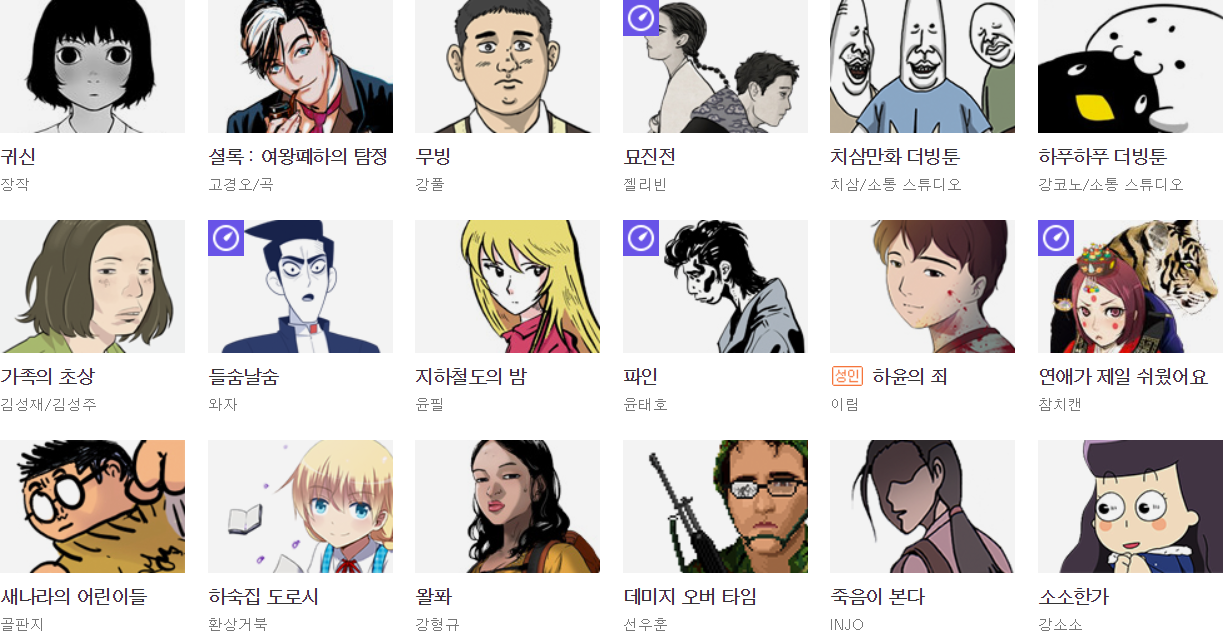 귀신
셜록 : 여왕폐하의 탐정
무빙
묘진전
치삼만화 더빙툰
하푸하푸 더빙툰
장작
고경오/곡
강풀
젤리빈
치삼/소통 스튜디오
강코노/소통 스튜디오
가족의 초상
들숨날숨
지하철도의 밤
파인
성인 하윤의 죄
연애가 제일 쉬웠어요
김성재/김성주
와자
윤필
윤태호
이림
참치캔
새나라의 어린이들
하숙집 도로시
왈퐈
데미지 오버 타임
죽음이 본다
소소한가
골판지
환상거북
강형규
선우훈
INJO
강소소